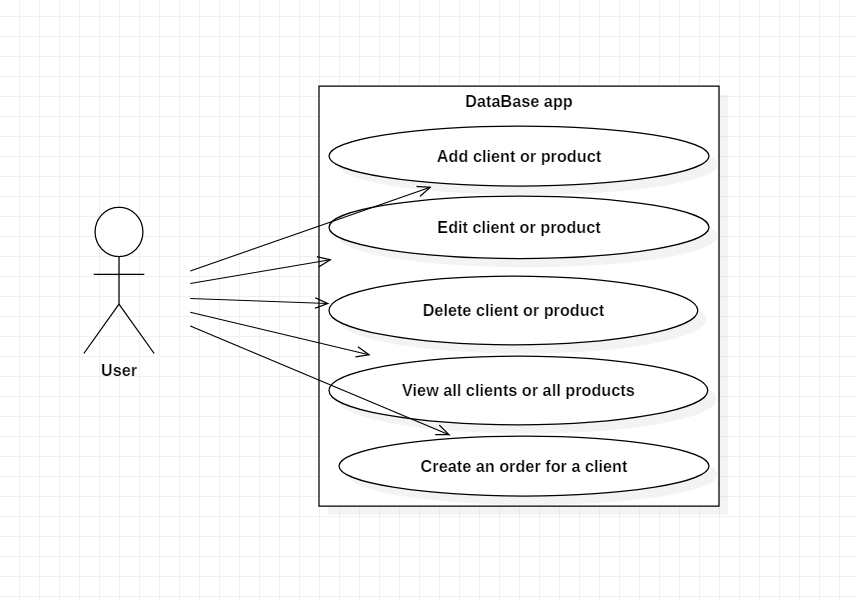 DataBase app
Add client or product
Edit client or product
Delete client or product
View all clients or all products
Create an order for a client
User